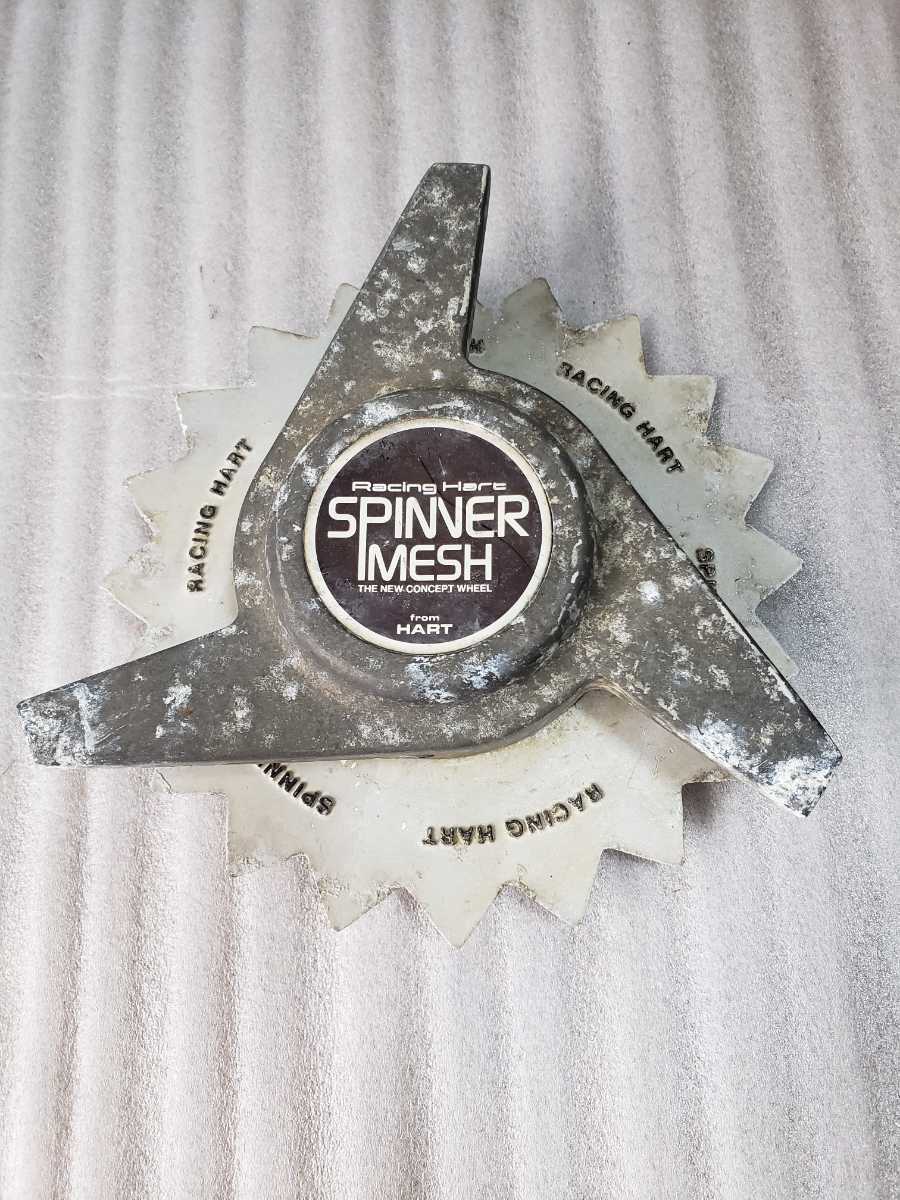 Racing Hart
SPINNER
MESH
THE NEW CONCEPT WHEEL
from
HART
RACING HART
RACING HART
RACING HART